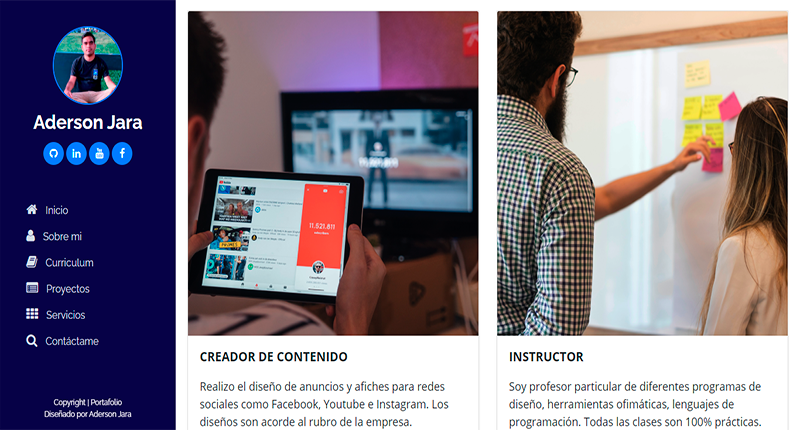 Aderson Jara
Inicio
Sobre mi
Curriculum
Proyectos
Servicios
Contáctame
Copyright | Portafolio
Diseñado por Aderson Jara
11,521,811
CREADOR DE CONTENIDO
Realizo el diseño de anuncios y afiches para redes
sociales como Facebook, Youtube e Instagram. Los
diseños son acorde al rubro de la empresa.
INSTRUCTOR
Soy profesor particular de diferentes programas de
diseño, herramientas ofimáticas, lenguajes de
programación. Todas las clases son 100% prácticas.